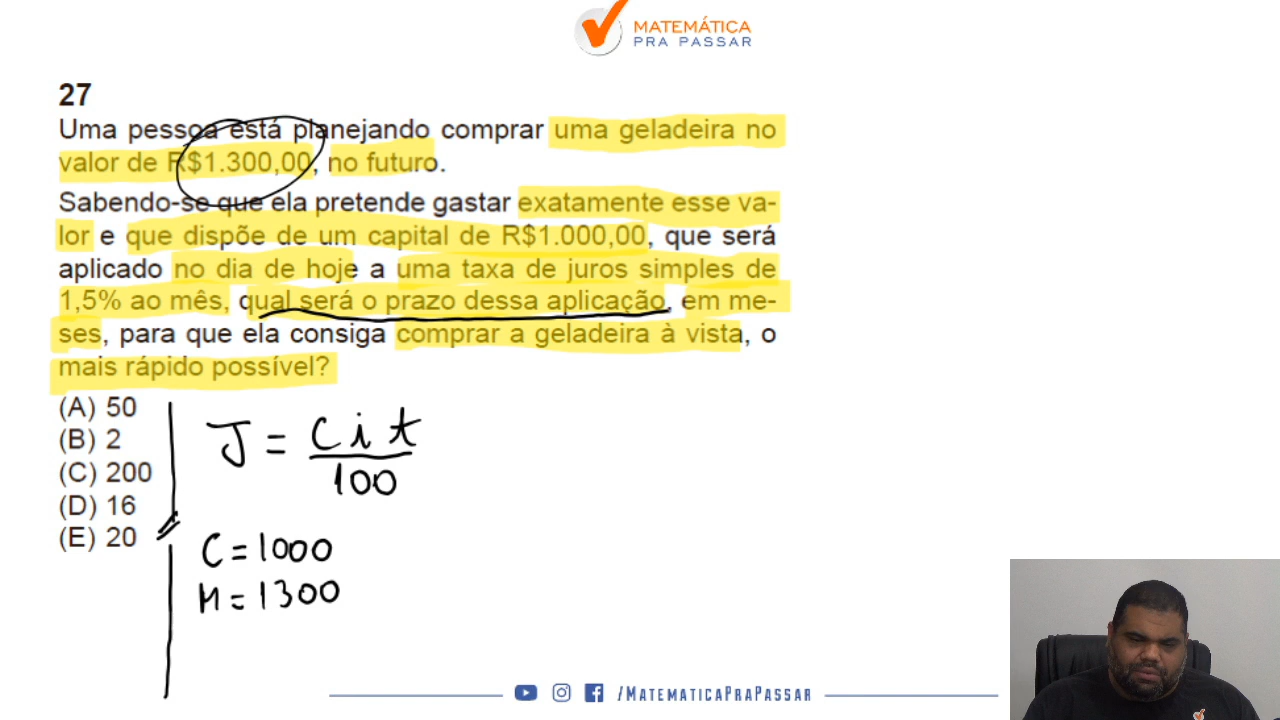 MATEMÁTICA
PRA PASSAR
27
Uma pessoa está planejando comprar uma geladeira no
valor de R$1.300,00, no futuro.
Sabendo-se que ela pretende gastar exatamente esse va-
lor e que dispõe de um capital de R$1.000,00, que será
aplicado no dia de hoje a uma taxa de juros simples de
1,5% ao mês, qual será o prazo dessa aplicação, em me-
ses, para que ela consiga comprar a geladeira à vista, o
mais rápido possível?
(A) 50
(B) 2
(C) 200
(D) 16
(E) 20
J = C i t
100
C = 1000
M = 1300
/MATEMATICAPRAPASSAR